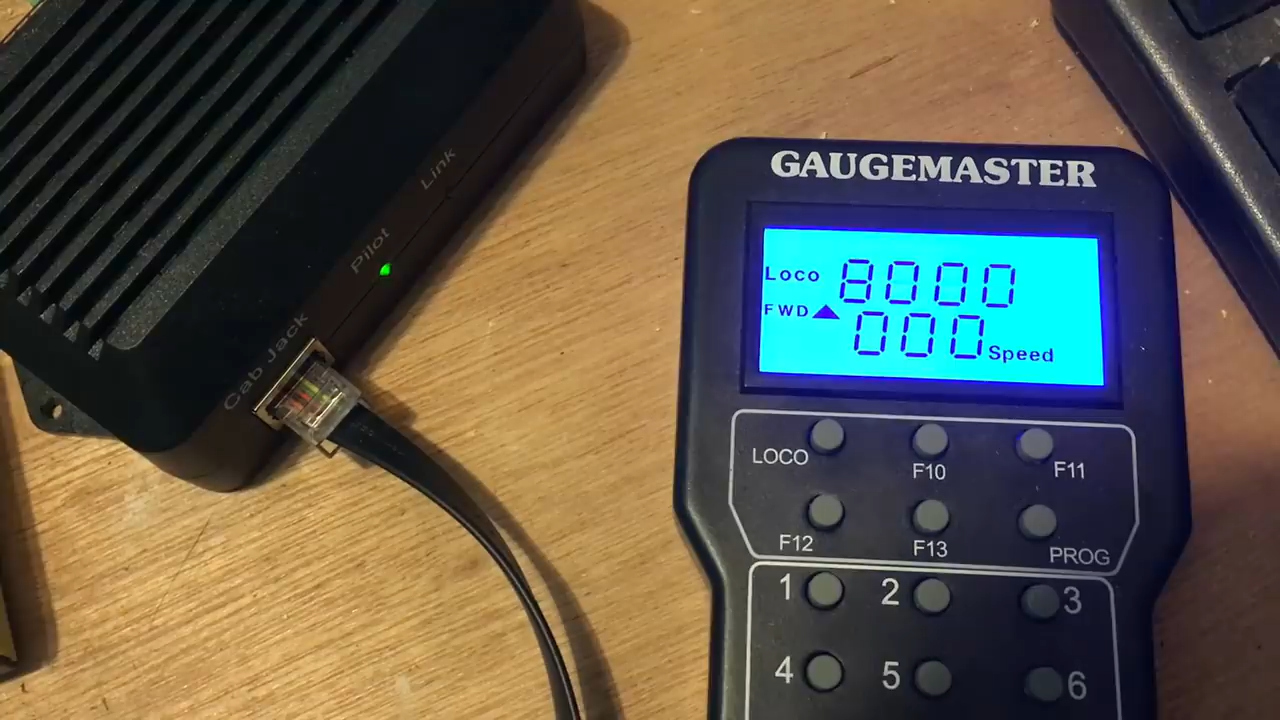 Link
Pilot
Cab Jack
GAUGEMASTER
Loco 8000
FWD
000 Speed
LOCO
F10
F11
F12
F13
PROG
1 2 3
4 5 6